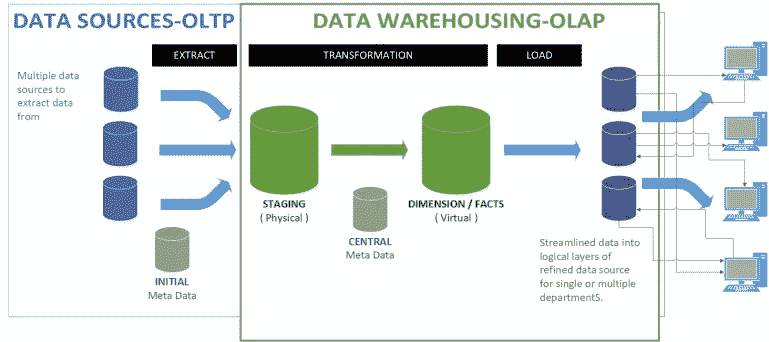 DATA SOURCES-OLTP
DATA WAREHOUSING-OLAP
EXTRACT
TRANSFORMATION
LOAD
Multiple data
sources to
extract data
from
STAGING
( Physical )
DIMENSION / FACTS
( Virtual )
CENTRAL
Meta Data
INITIAL
Meta Data
Streamlined data into
logical layers of
refined data source
for single or multiple
departmentS.